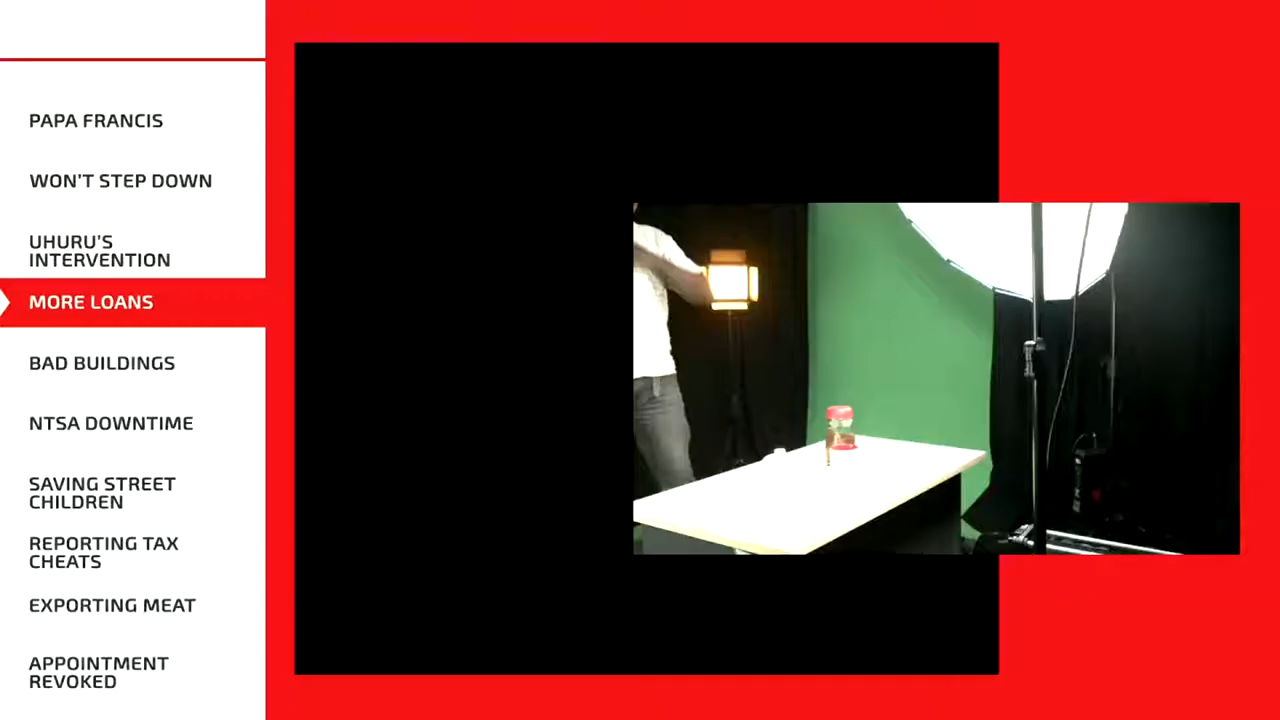 PAPA FRANCIS
WON'T STEP DOWN
UHURU'S
INTERVENTION
MORE LOANS
BAD BUILDINGS
NTSA DOWNTIME
SAVING STREET
CHILDREN
REPORTING TAX
CHEATS
EXPORTING MEAT
APPOINTMENT
REVOKED